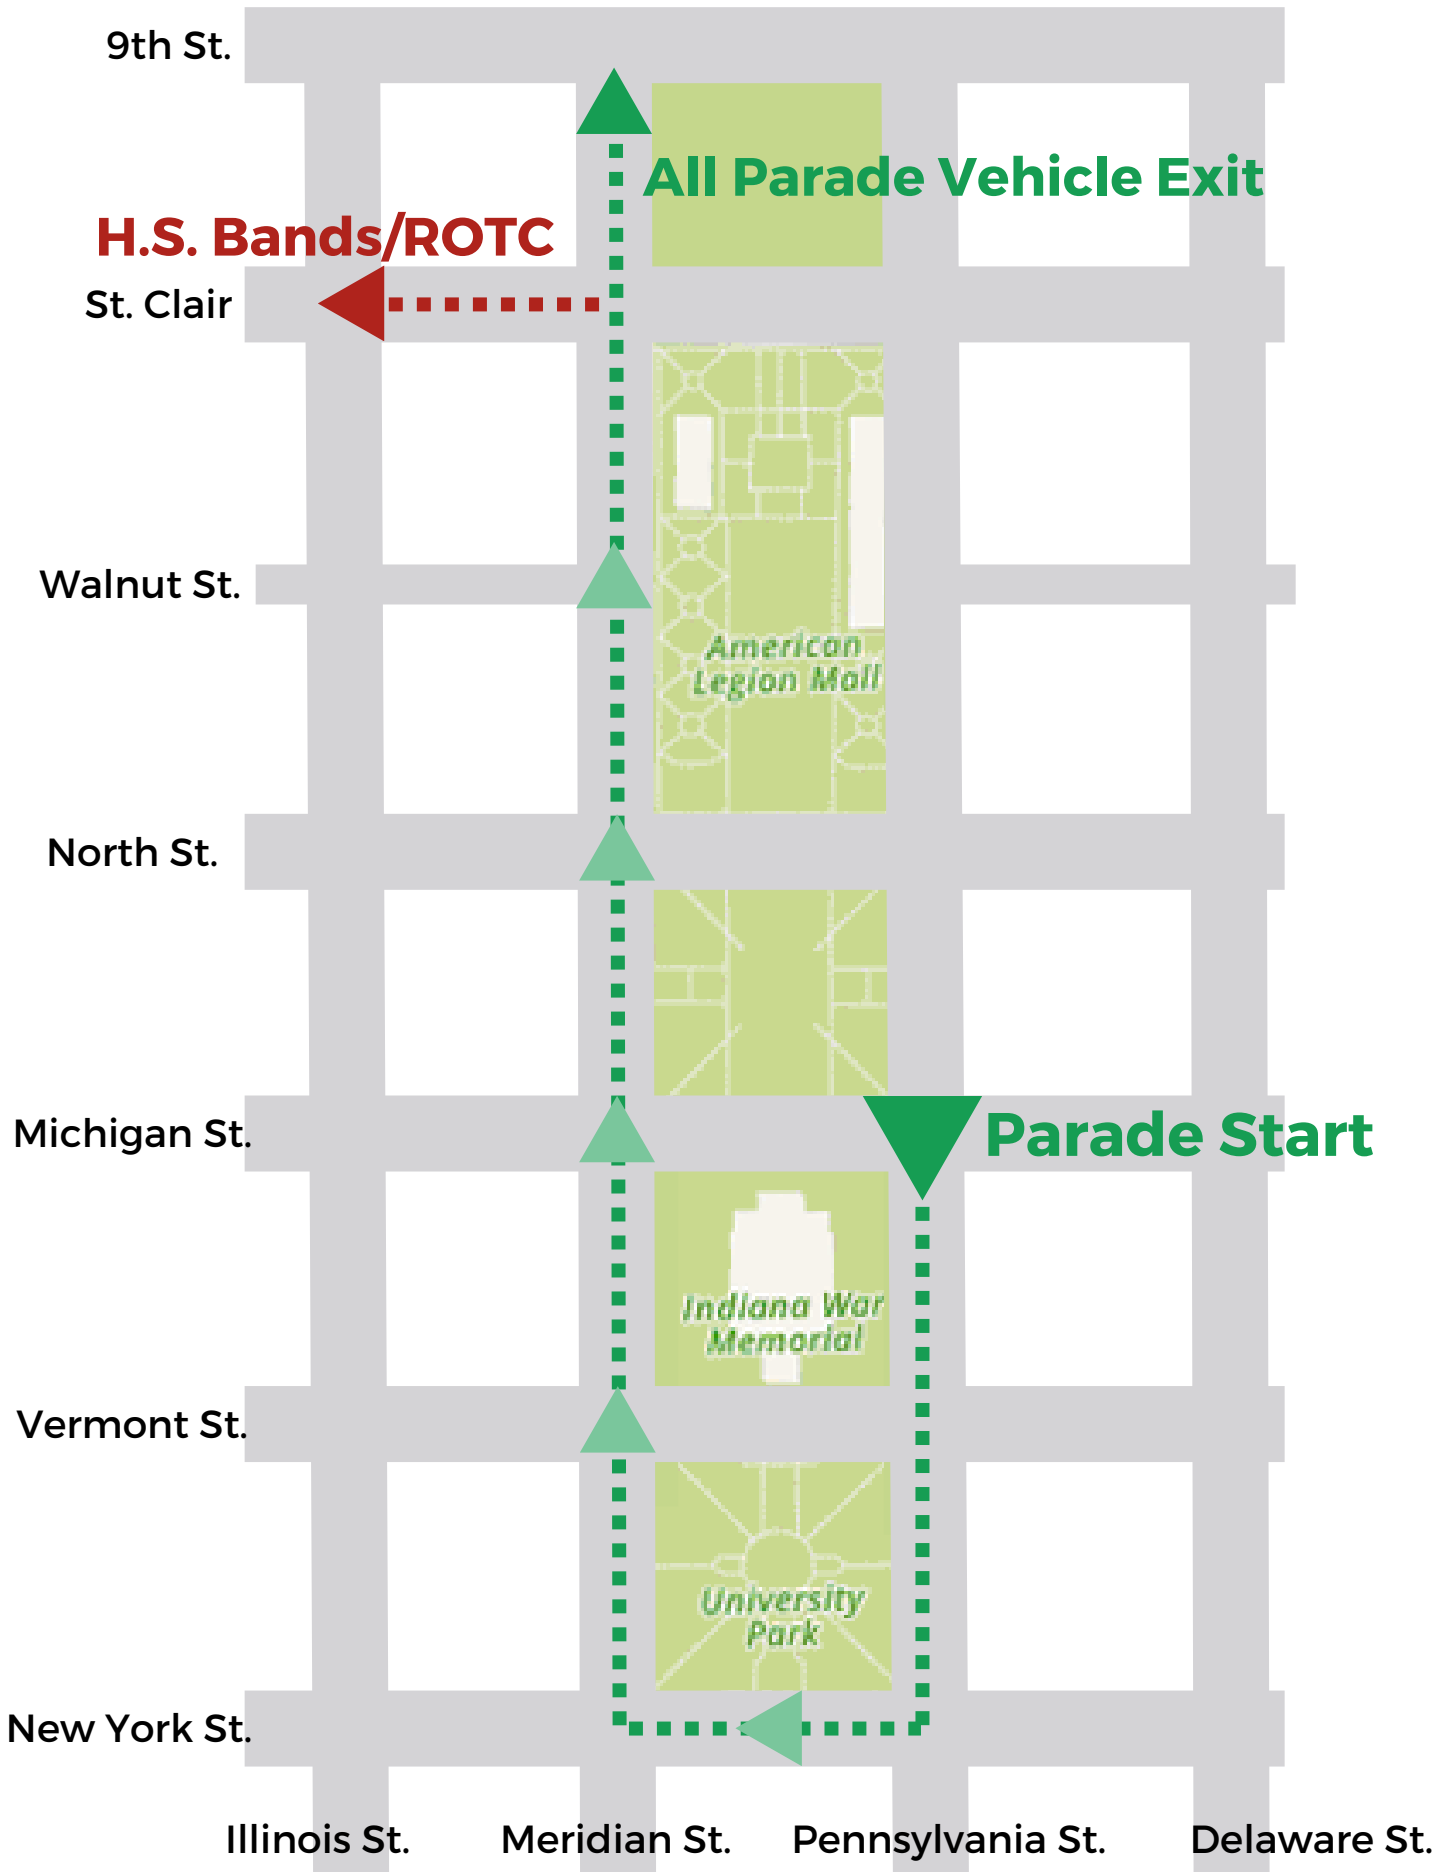 9th St.
All Parade Vehicle Exit
H.S. Bands/ROTC
St. Clair
Walnut St.
American
Legion Mall
North St.
Michigan St.
Parade Start
Indiana War
Memorial
Vermont St.
University
Park
New York St.
Illinois St.
Meridian St.
Pennsylvania St.
Delaware St.